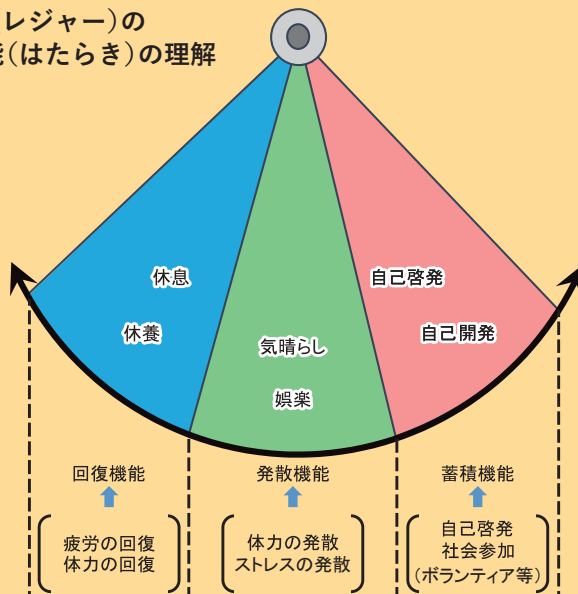 (レジャー)の
(はたらき)の理解
休息
休養
気晴らし
娯楽
自己啓発
自己開発
回復機能
発散機能
蓄積機能
疲労の回復
体力の回復
体力の発散
ストレスの発散
自己啓発
社会参加
(ボランティア等)